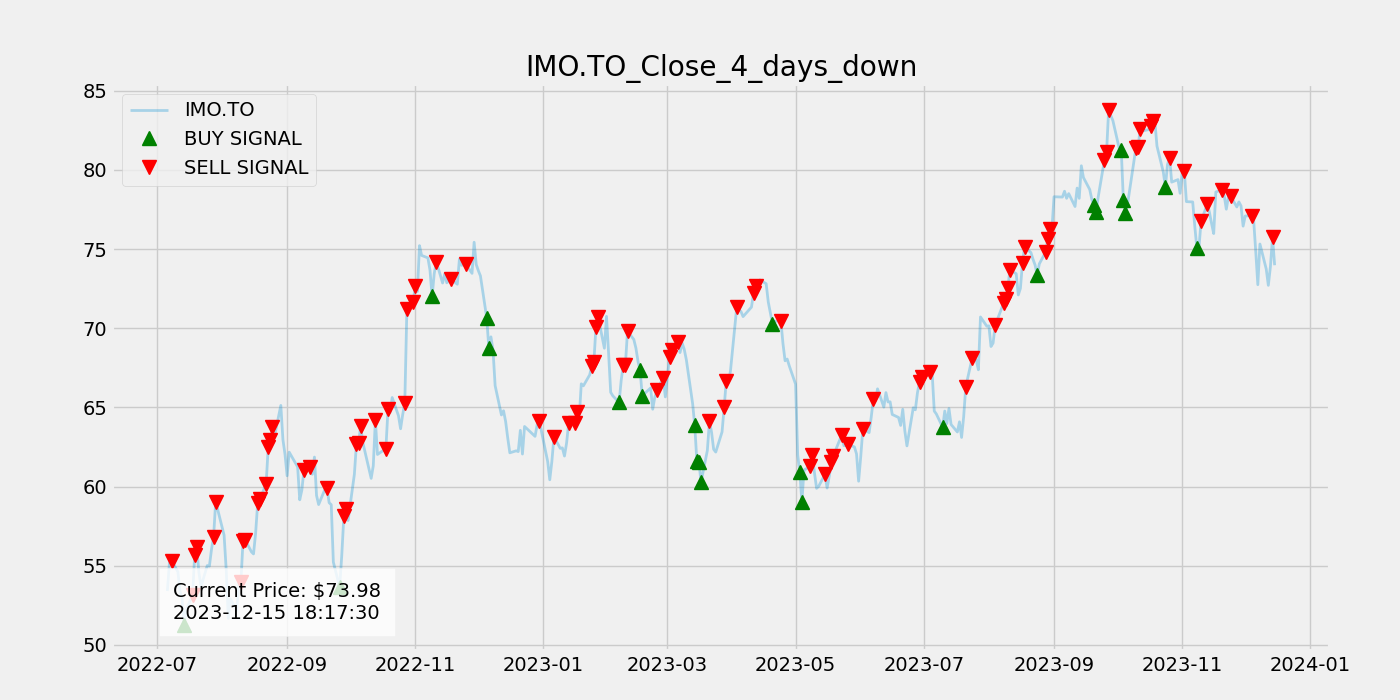 IMO.TO_Close_4_days_down
85
80
75
70
65
60
55
50
IMO.TO
BUY SIGNAL
SELL SIGNAL
Current Price: $73.98
2023-12-15 18:17:30
2022-07 2022-09 2022-11 2023-01 2023-03 2023-05 2023-07 2023-09 2023-11 2024-01